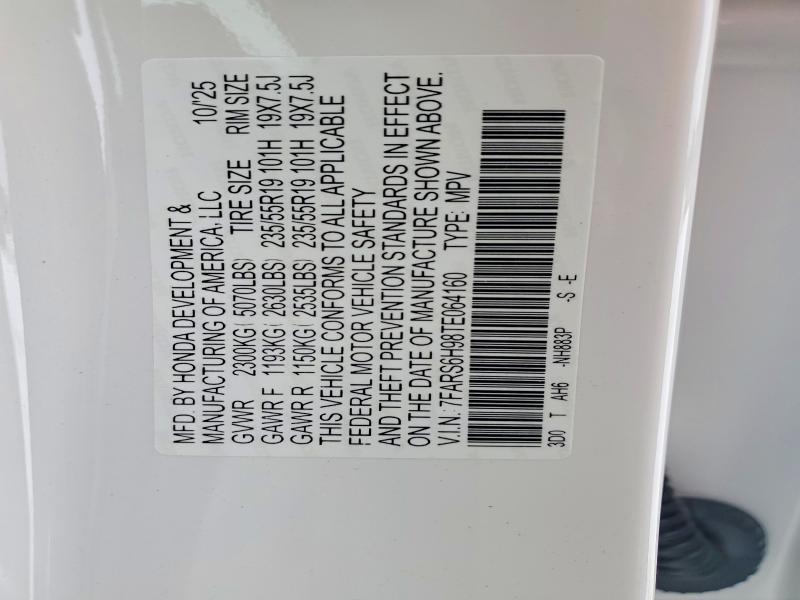 MFD. BY HONDA DEVELOPMENT &
MANUFACTURING OF AMERICA, LLC 10/'25
GVWR 2300KG( 5070LBS) TIRE SIZE RIM SIZE
GAWR F 1193KG( 2630LBS) 235/55R19 101H 19X7.5J
GAWR R 1150KG( 2535LBS) 235/55R19 101H 19X7.5J
THIS VEHICLE CONFORMS TO ALL APPLICABLE
FEDERAL MOTOR VEHICLE SAFETY
AND THEFT PREVENTION STANDARDS IN EFFECT
ON THE DATE OF MANUFACTURE SHOWN ABOVE.
V.I.N.: 7FARS6H98TE064160 TYPE: MPV
3D0 T AH6 -NH883P -S -E